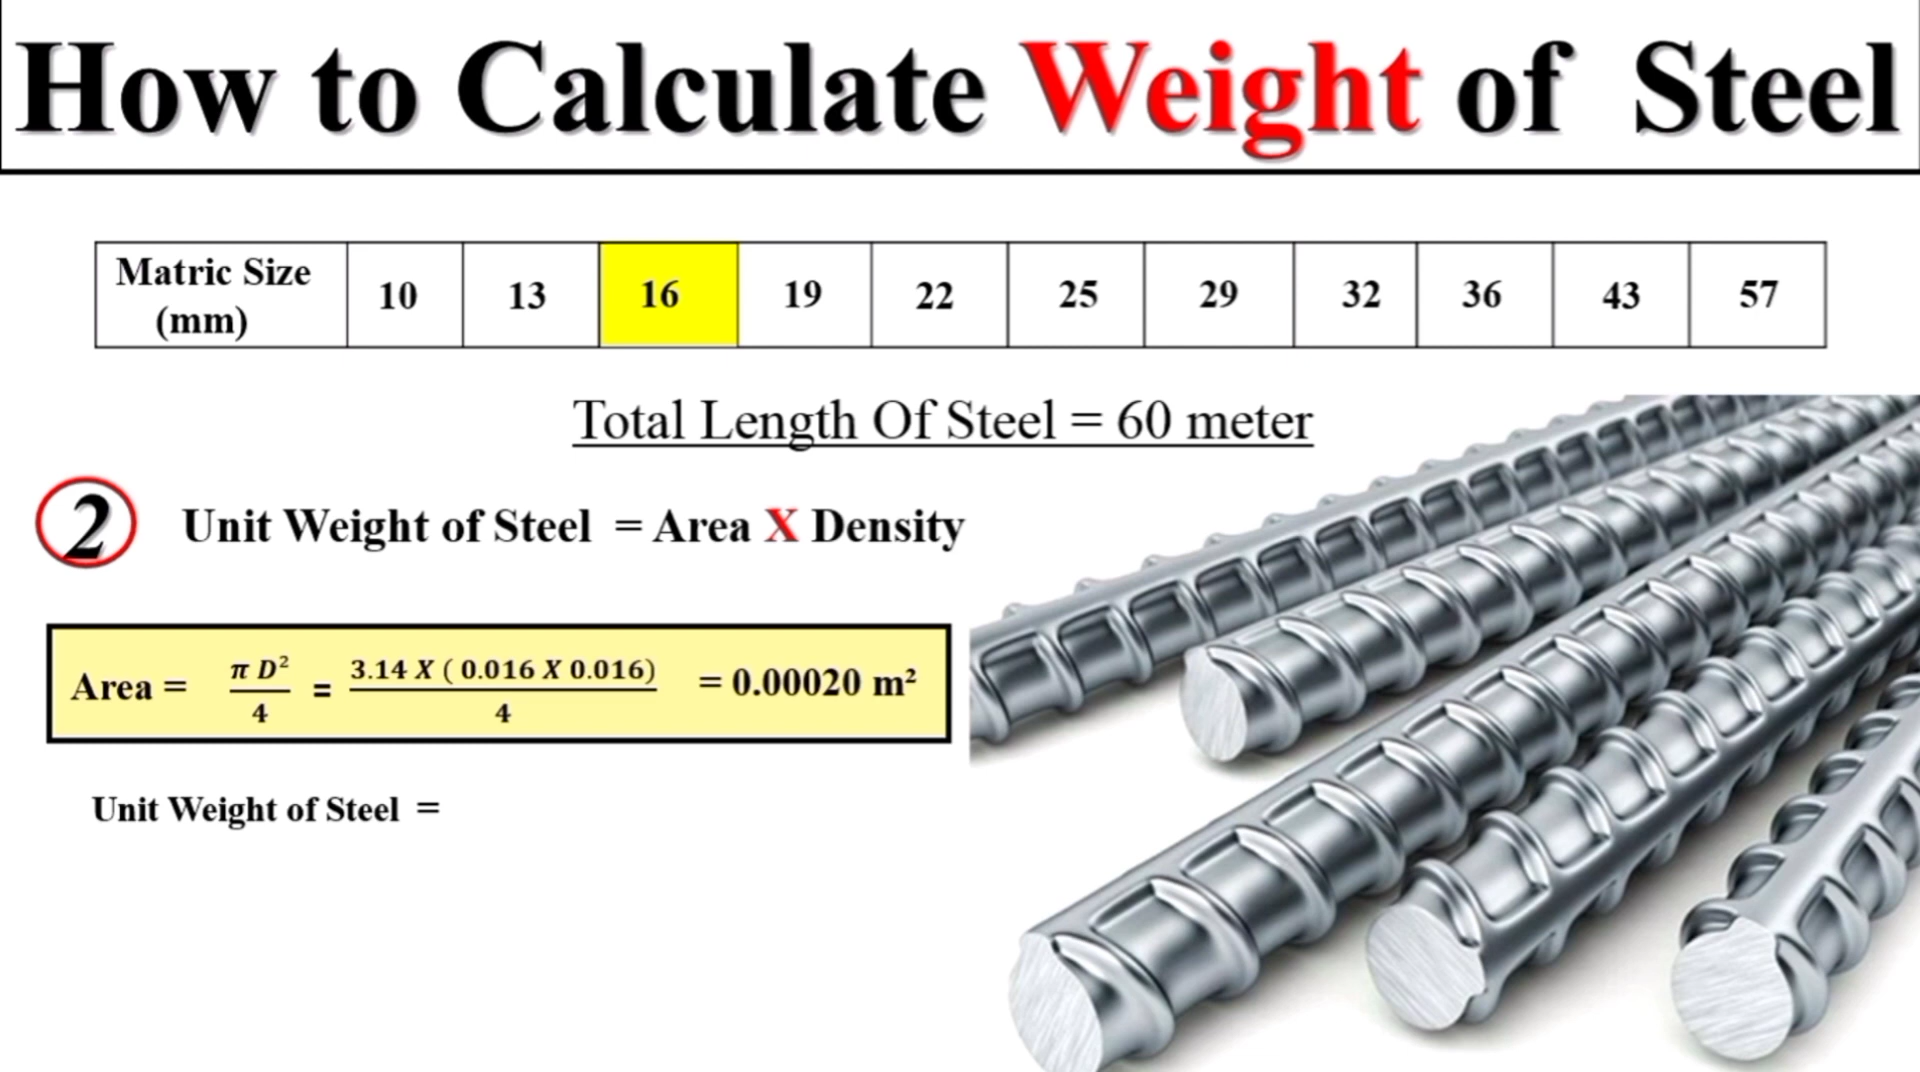 How to Calculate Weight of Steel
Matric Size (mm) 10 13 16 19 22 25 29 32 36 43 57
Total Length Of Steel = 60 meter
2 Unit Weight of Steel = Area X Density
Area = π D² / 4 = 3.14 X ( 0.016 X 0.016) / 4 = 0.00020 m²
Unit Weight of Steel =